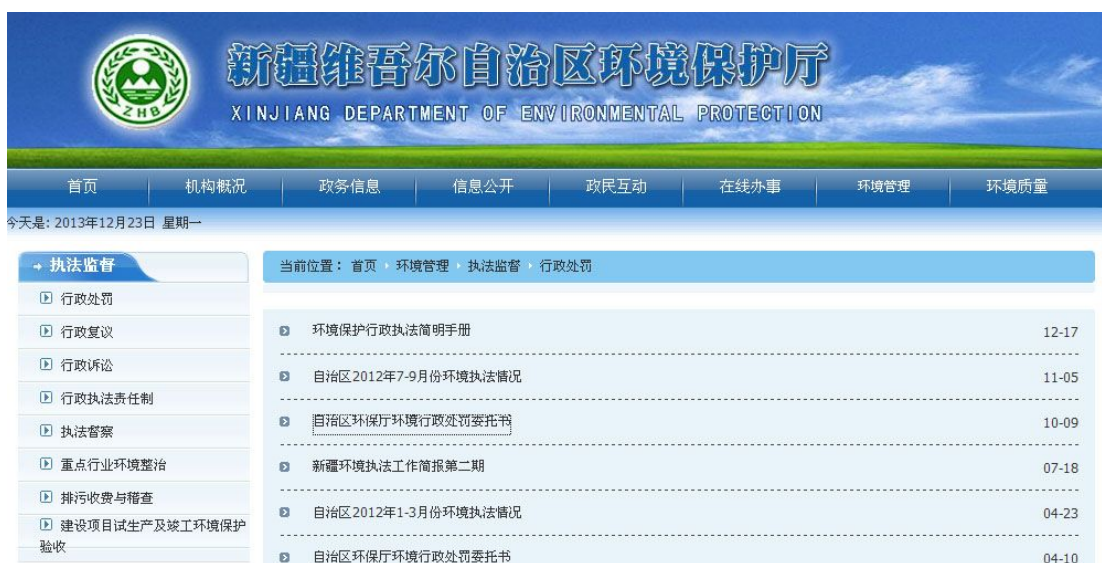 新疆维吾尔自治区环境保护厅
XINJIANG DEPARTMENT OF ENVIRONMENTAL PROTECTION
ZHB
首页 机构概况 政务信息 信息公开 政民互动 在线办事 环境管理 环境质量
今天是: 2013年12月23日 星期一
执法监督
行政处罚
行政复议
行政诉讼
行政执法责任制
执法督察
重点行业环境整治
排污收费与稽查
建设项目试生产及竣工环境保护
验收
当前位置： 首页 环境管理 执法监督 行政处罚
环境保护行政执法简明手册 12-17
自治区2012年7-9月份环境执法情况 11-05
自治区环保厅环境行政处罚委托书 10-09
新疆环境执法工作简报第二期 07-18
自治区2012年1-3月份环境执法情况 04-23
自治区环保厅环境行政处罚委托书 04-10